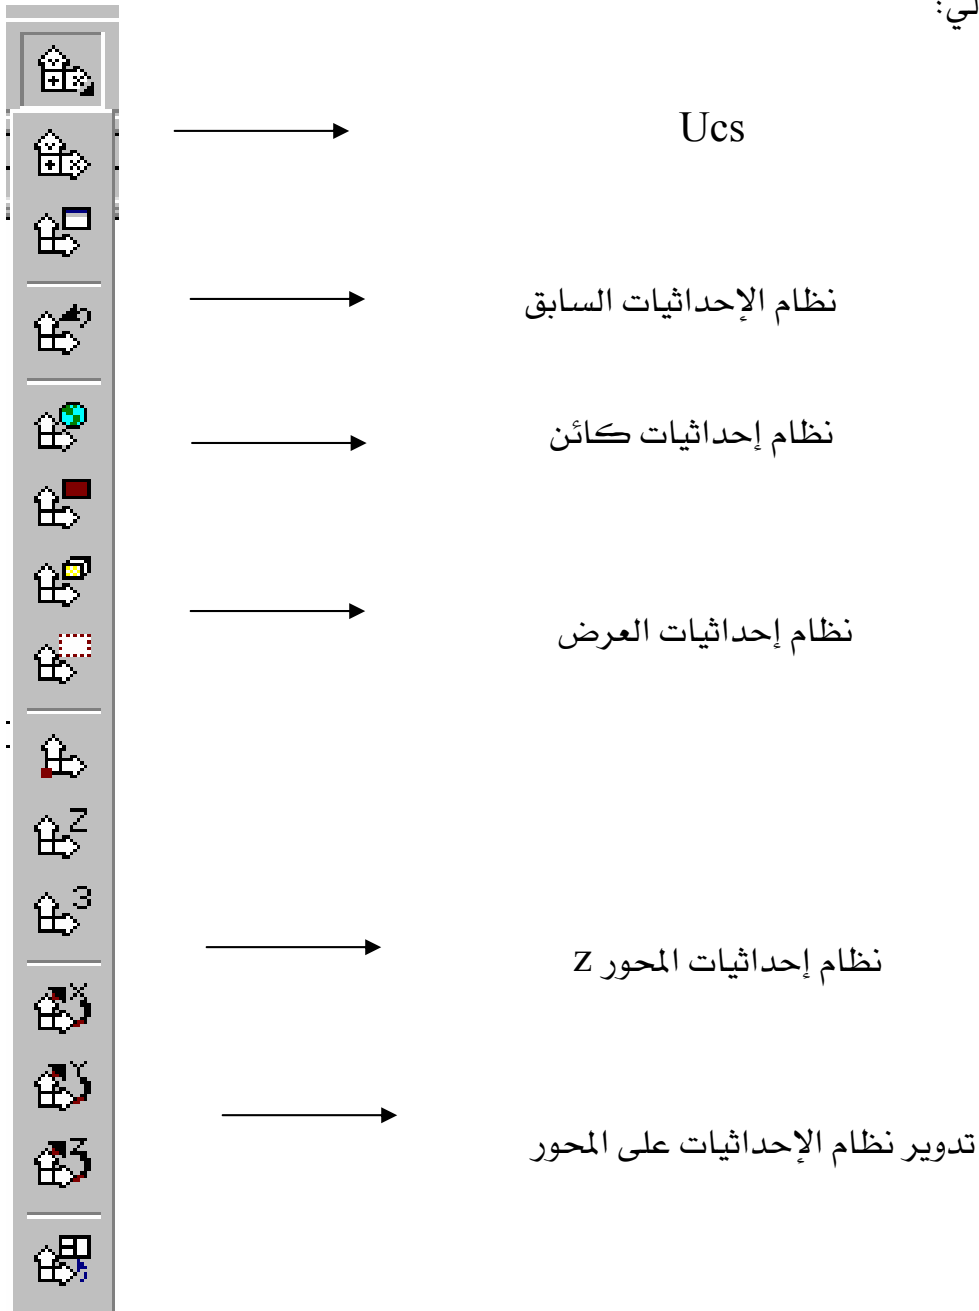 لي:
Ucs
نظام الإحداثيات السابق
نظام إحداثيات كائن
نظام إحداثيات العرض
Z
3
نظام إحداثيات المحور z
X
Y
تدوير نظام الإحداثيات على المحور
Z